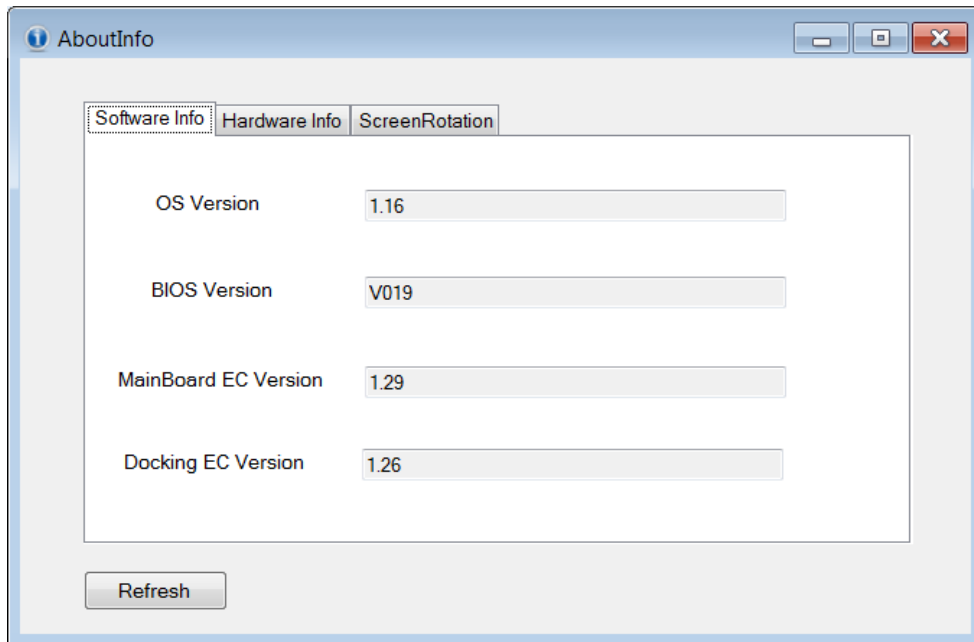 AboutInfo
Software Info Hardware Info ScreenRotation
OS Version 1.16
BIOS Version V019
MainBoard EC Version 1.29
Docking EC Version 1.26
Refresh